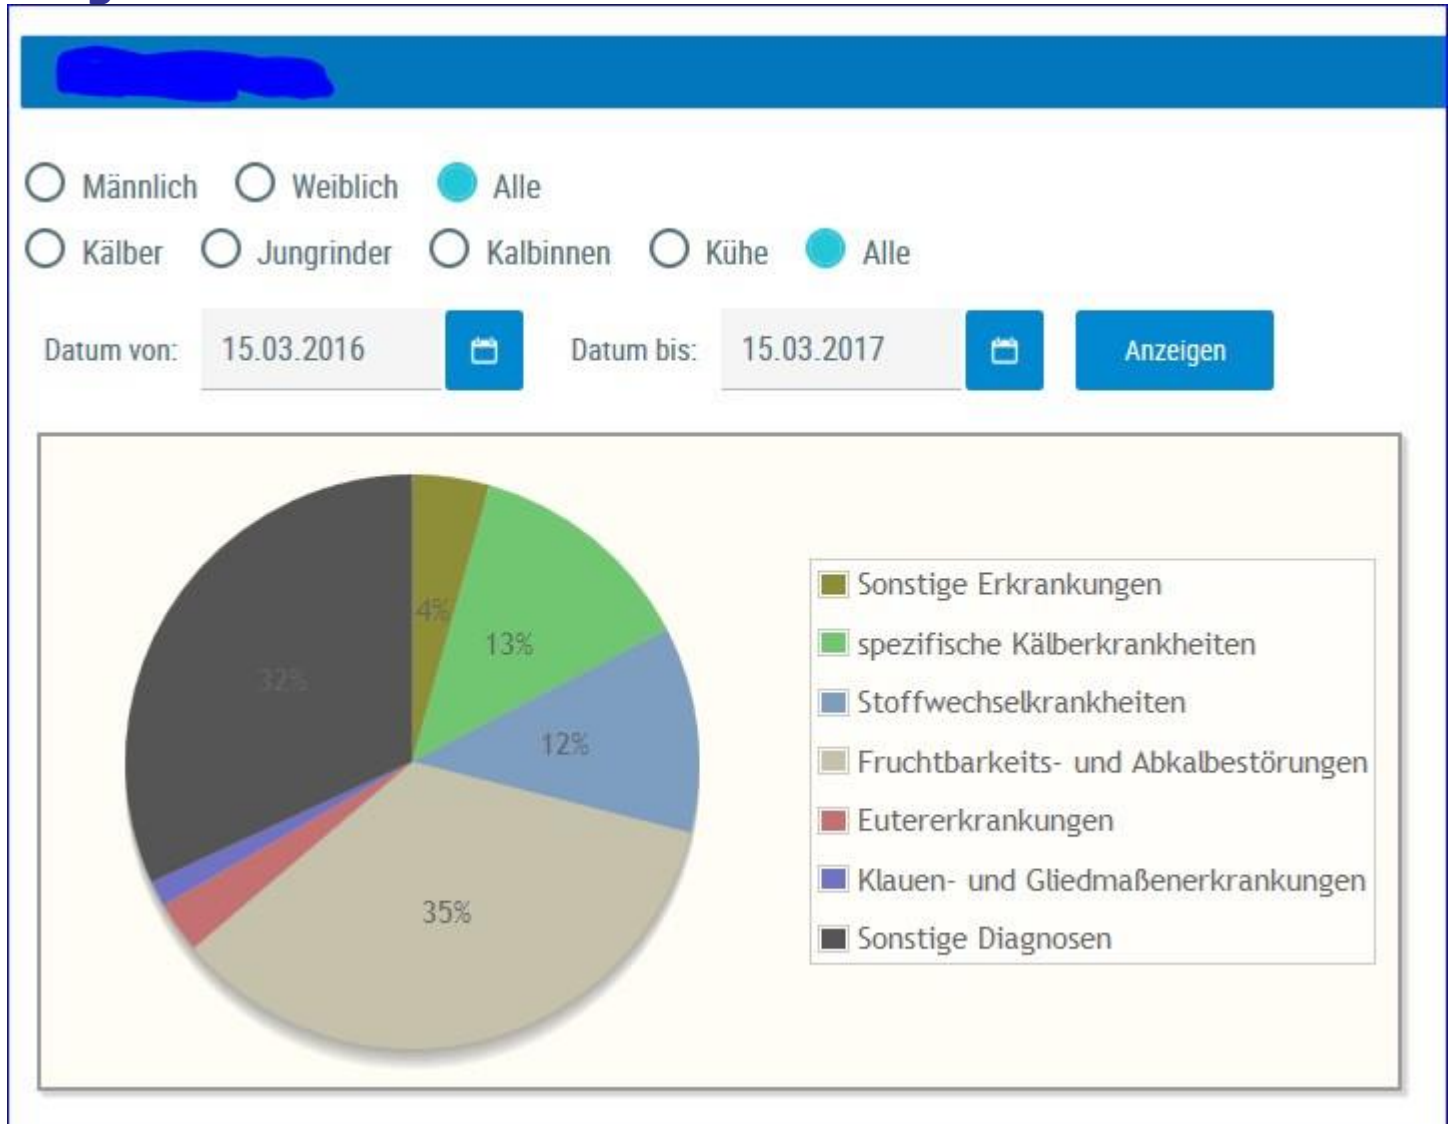 Männlich Weiblich Alle
Kälber Jungrinder Kalbinnen Kühe Alle
Datum von: 15.03.2016 Datum bis: 15.03.2017 Anzeigen
4%
13%
32%
12%
35%
Sonstige Erkrankungen
spezifische Kälberkrankheiten
Stoffwechselkrankheiten
Fruchtbarkeits- und Abkalbestörungen
Eutererkrankungen
Klauen- und Gliedmaßenerkrankungen
Sonstige Diagnosen